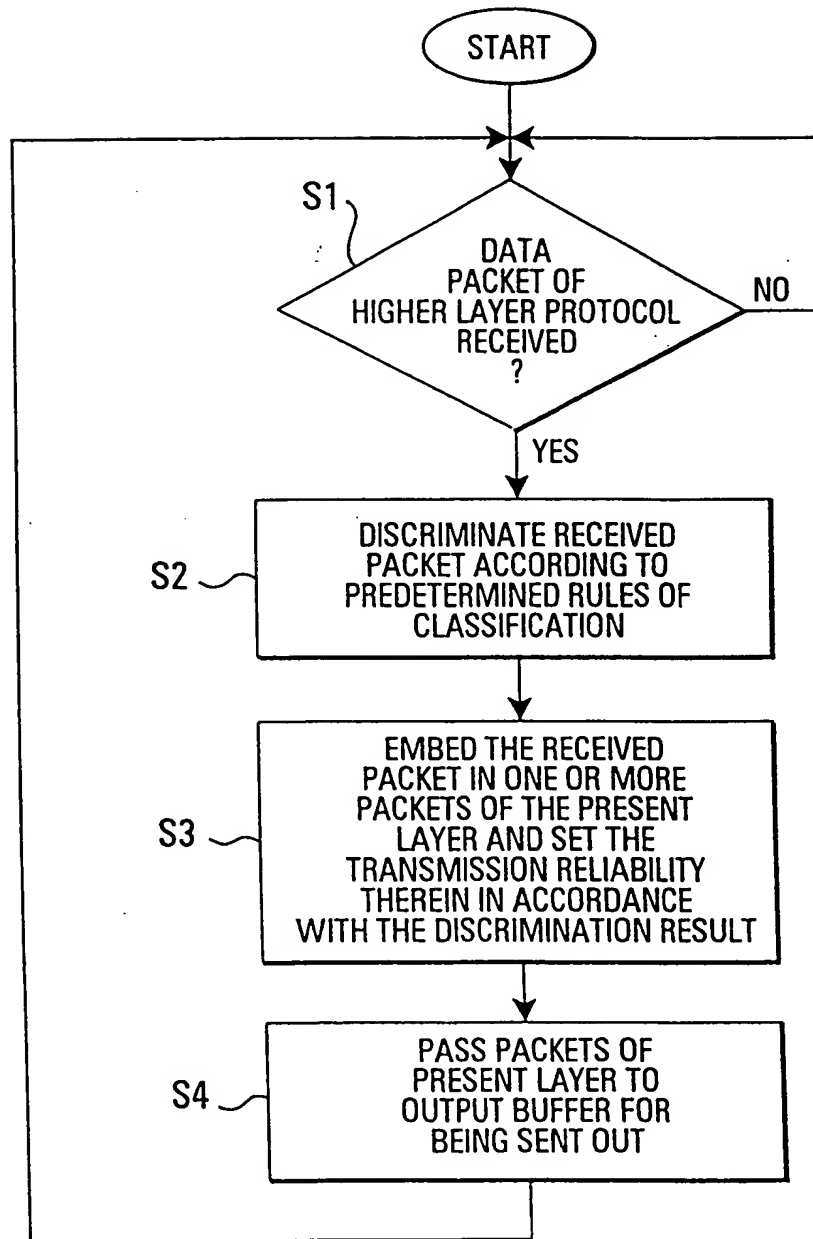 START
S1
DATA
PACKET OF
HIGHER LAYER PROTOCOL
RECEIVED
?
NO
YES
S2
DISCRIMINATE RECEIVED
PACKET ACCORDING TO
PREDETERMINED RULES OF
CLASSIFICATION
S3
EMBED THE RECEIVED
PACKET IN ONE OR MORE
PACKETS OF THE PRESENT
LAYER AND SET THE
TRANSMISSION RELIABILITY
THEREIN IN ACCORDANCE
WITH THE DISCRIMINATION RESULT
S4
PASS PACKETS OF
PRESENT LAYER TO
OUTPUT BUFFER FOR
BEING SENT OUT